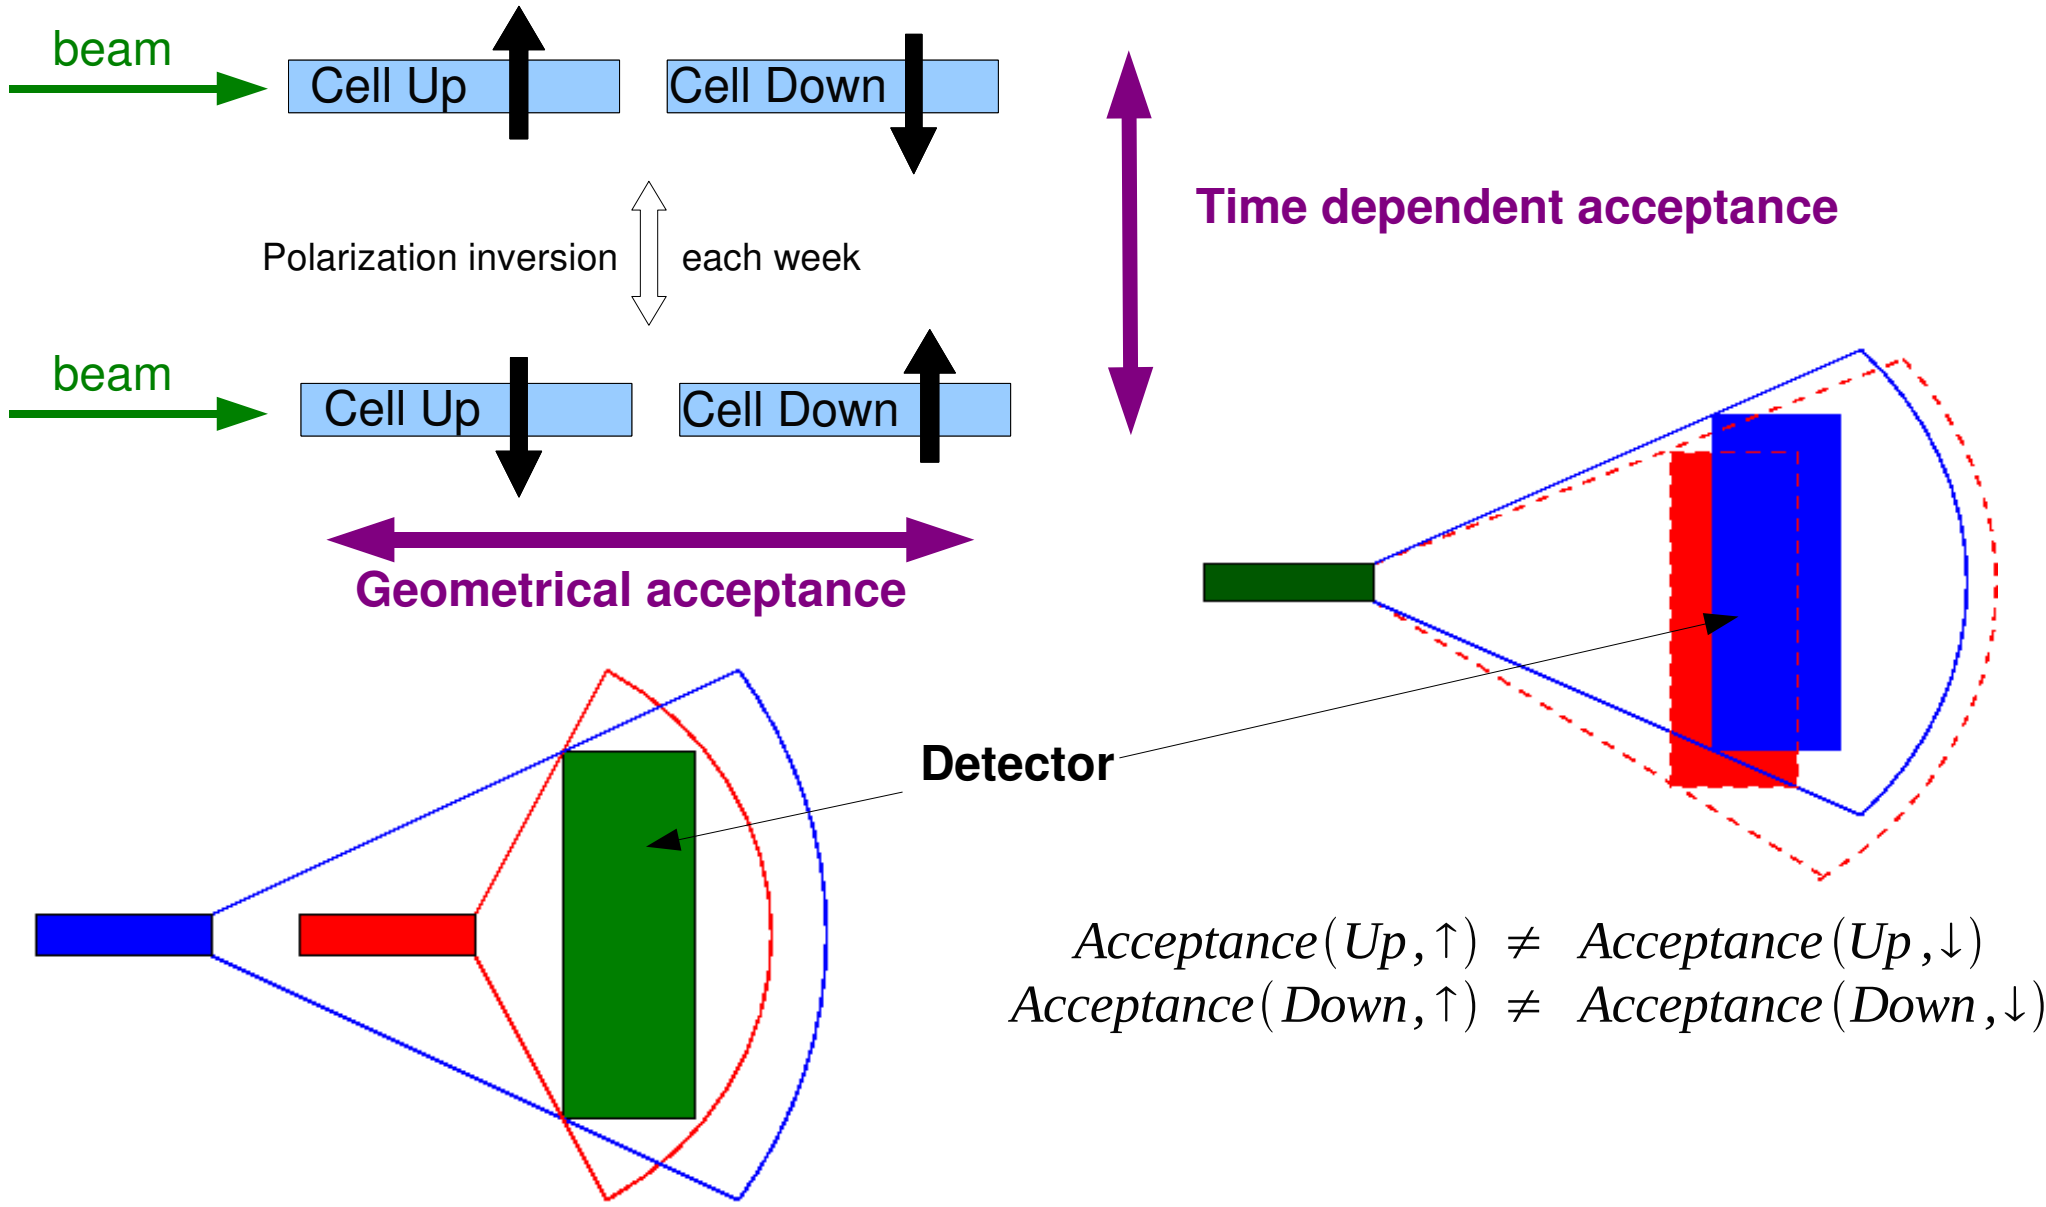 beam
Cell Up
Cell Down
Time dependent acceptance
Polarization inversion each week
beam
Cell Up
Cell Down
Geometrical acceptance
Detector
Acceptance(Up,↑) ≠ Acceptance(Up,↓)
Acceptance(Down,↑) ≠ Acceptance(Down,↓)